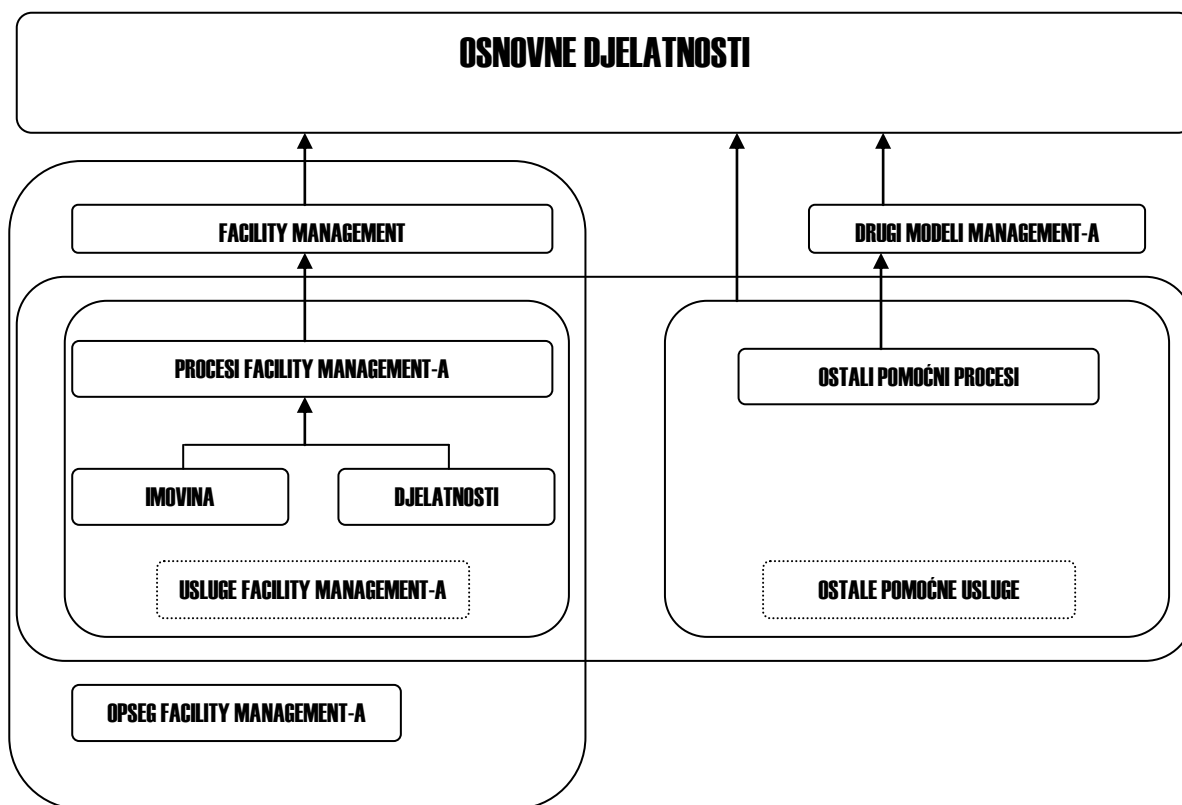 OSNOVNE DJELATNOSTI
FACILITY MANAGEMENT
DRUGI MODELI MANAGEMENT-A
PROCESI FACILITY MANAGEMENT-A
OSTALI POMOĆNI PROCESI
IMOVINA
DJELATNOSTI
USLUGE FACILITY MANAGEMENT-A
OSTALE POMOĆNE USLUGE
OPSEG FACILITY MANAGEMENT-A